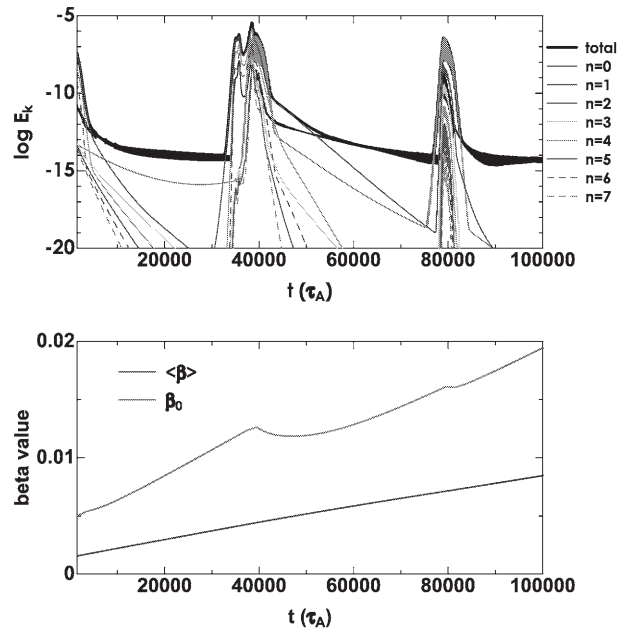 -5
-10
-15
-20
log E_k
20000 40000 60000 80000 100000
t (τ_A)
total
n=0
n=1
n=2
n=3
n=4
n=5
n=6
n=7
0.02
0.01
0
beta value
<β>
β_0
20000 40000 60000 80000 100000
t (τ_A)